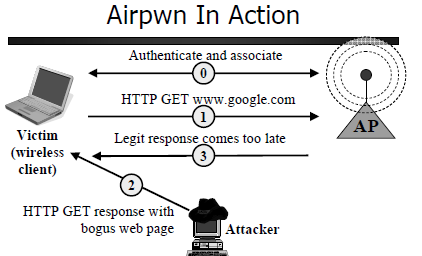 Airpwn In Action
Authenticate and associate
0
HTTP GET www.google.com
1
Victim
(wireless
client)
AP
Legit response comes too late
3
2
HTTP GET response with
bogus web page
Attacker